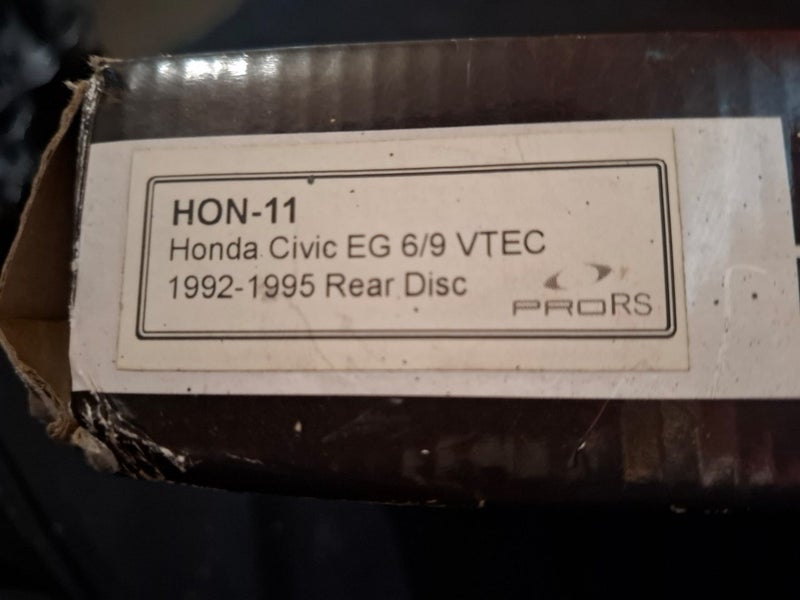 HON-11
Honda Civic EG 6/9 VTEC
1992-1995 Rear Disc
PRORS